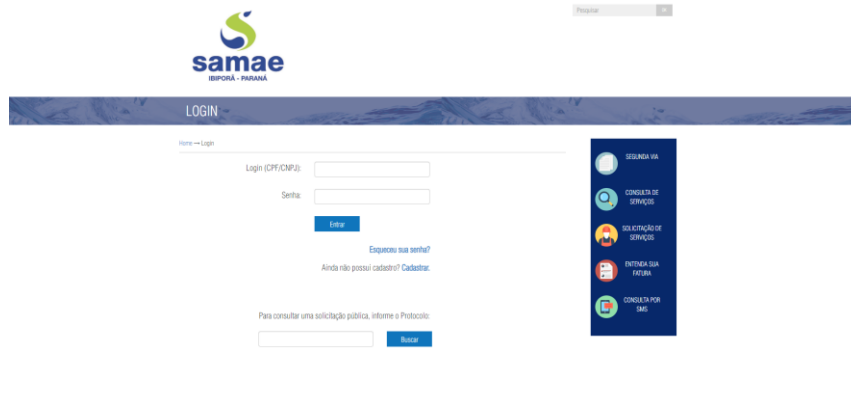 Pesquisar
samae
IBIPORÃ - PARANÁ
LOGIN
Home → Login
Login (CPF/CNPJ):
Senha:
Entrar
Esqueceu sua senha?
Ainda não possui cadastro? Cadastrar.
Para consultar uma solicitação pública, informe o Protocolo:
Buscar
SEGUNDA VIA
CONSULTA DE
SERVIÇOS
SOLICITAÇÃO DE
SERVIÇOS
ENTENDA SUA
FATURA
CONSULTA POR
SMS